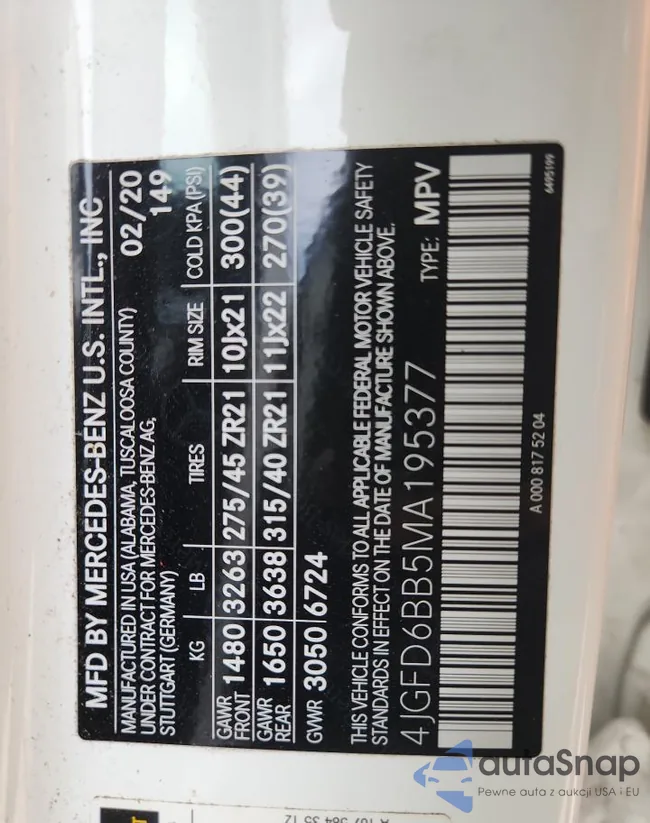 MFD BY MERCEDES-BENZ U.S. INTL., INC
MANUFACTURED IN USA (ALABAMA, TUSCALOOSA COUNTY) 02/20
UNDER CONTRACT FOR MERCEDES-BENZ AG, 149
STUTTGART (GERMANY)
KG LB TIRES RIM SIZE COLD KPA (PSI)
GAWR FRONT 1480 3263 275/45 ZR21 10Jx21 300(44)
GAWR REAR 1650 3638 315/40 ZR21 11Jx22 270(39)
GWR 3050 6724
THIS VEHICLE CONFORMS TO ALL APPLICABLE FEDERAL MOTOR VEHICLE SAFETY
STANDARDS IN EFFECT ON THE DATE OF MANUFACTURE SHOWN ABOVE.
4JGFD6BB5MA195377 TYPE: MPV
6495199
A 000 817 52 04
autaSnap
Pewne auta z aukcji USA i EU